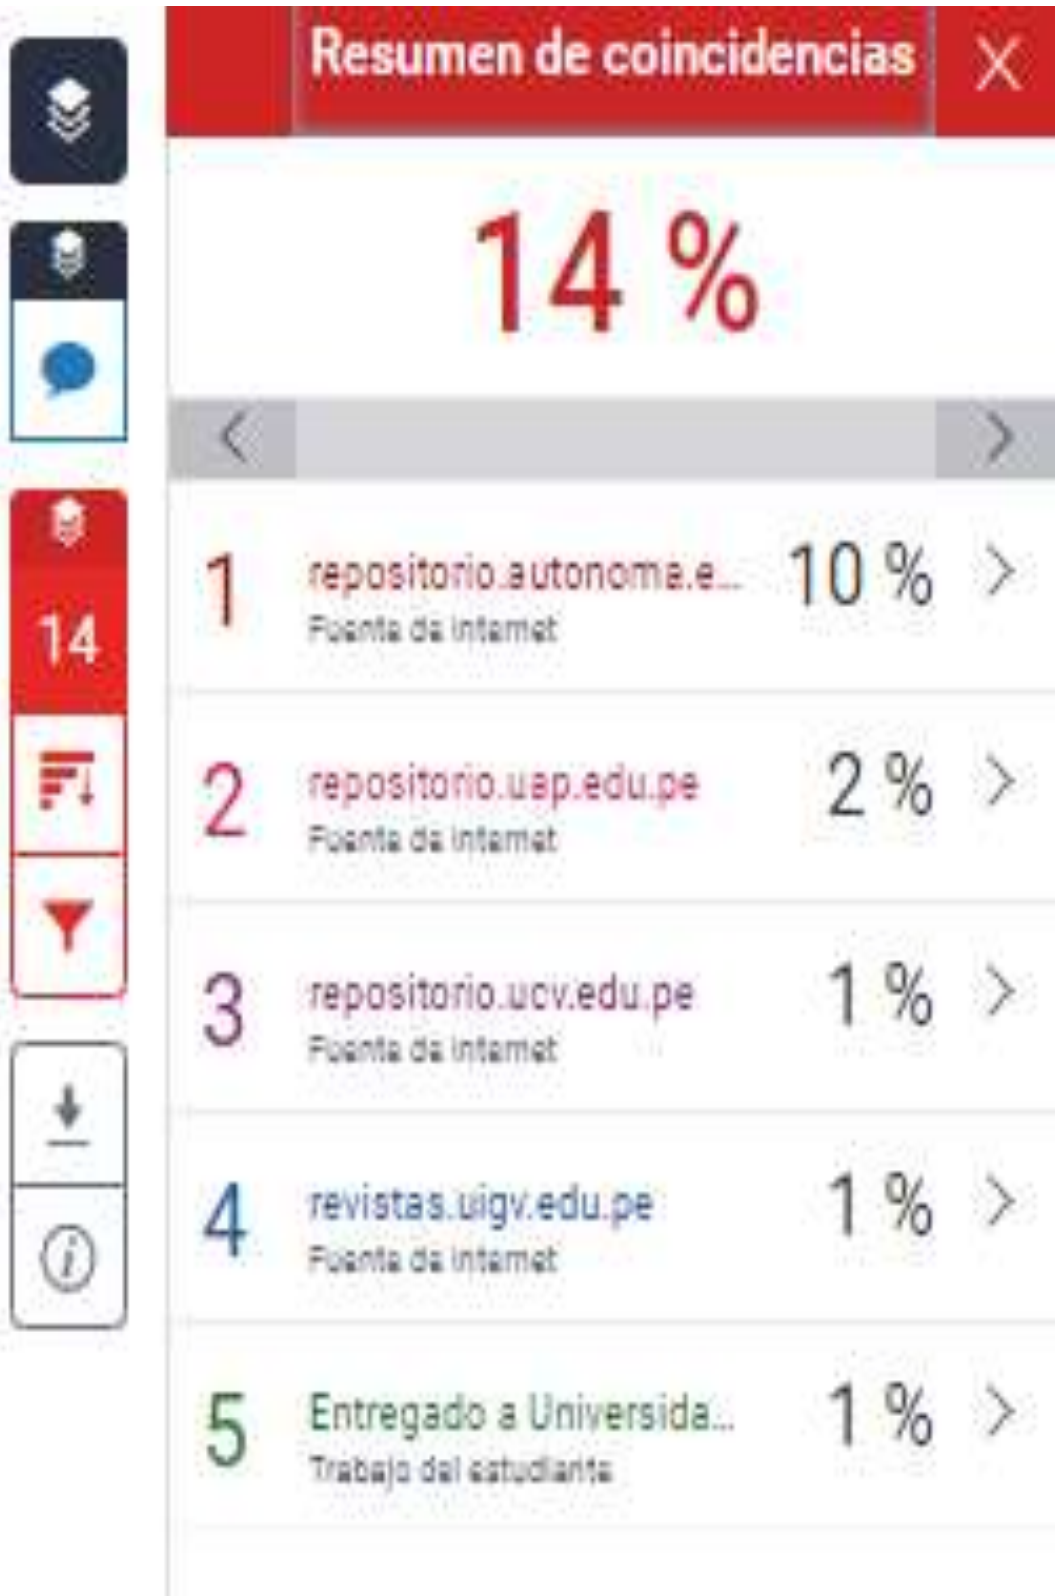 Resumen de coincidencias
14 %
14
1 repositorio.autonoma.e... 10 %
Fuente de Internet
2 repositorio.uap.edu.pe 2 %
Fuente de Internet
3 repositorio.ucv.edu.pe 1 %
Fuente de Internet
4 revistas.uigv.edu.pe 1 %
Fuente de Internet
5 Entregado a Universida... 1 %
Trabajo del estudiante